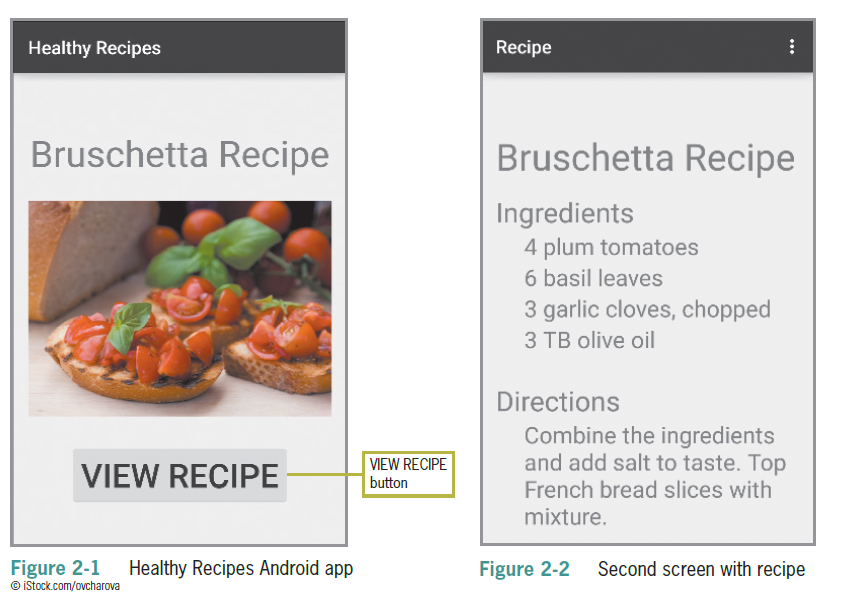 Healthy Recipes
Bruschetta Recipe
VIEW RECIPE
VIEW RECIPE
button
Figure 2-1 Healthy Recipes Android app
© iStock.com/ovcharova
Recipe
Bruschetta Recipe
Ingredients
4 plum tomatoes
6 basil leaves
3 garlic cloves, chopped
3 TB olive oil
Directions
Combine the ingredients
and add salt to taste. Top
French bread slices with
mixture.
Figure 2-2 Second screen with recipe